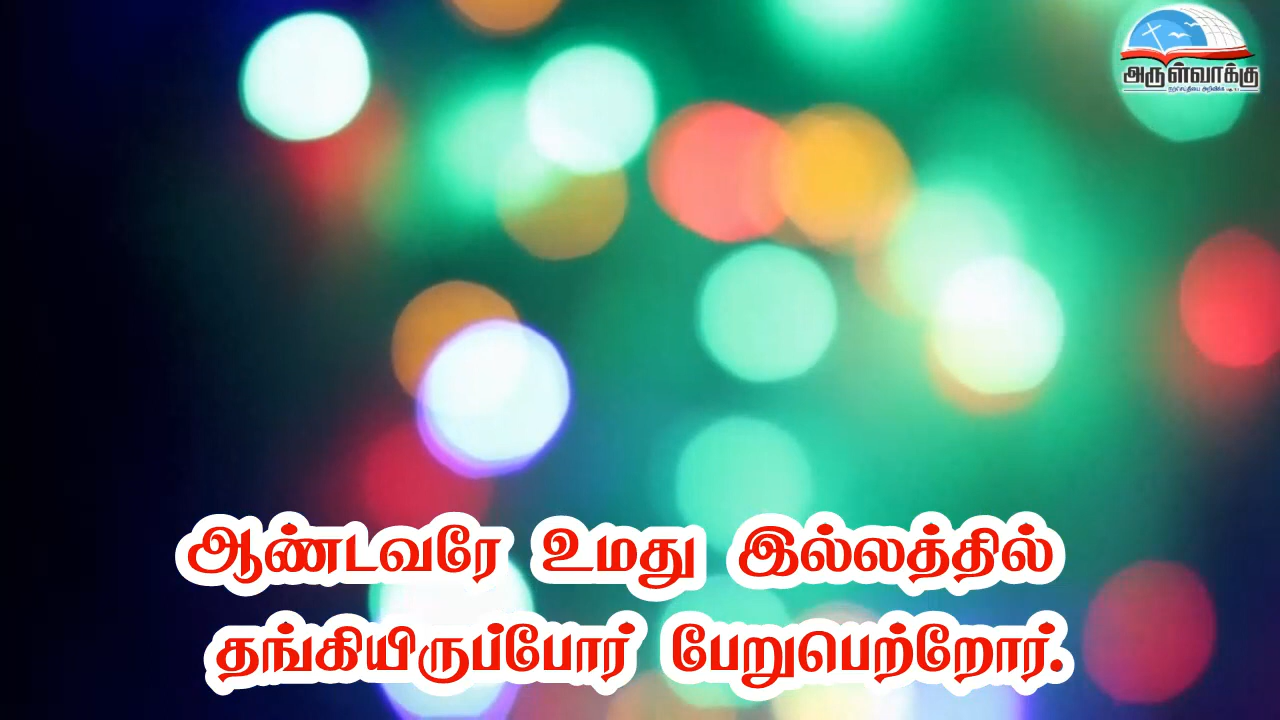 அருள்வாக்கு
ஆண்டவரே உமது இல்லத்தில்
தங்கியிருப்போர் பேறுபெற்றோர்.